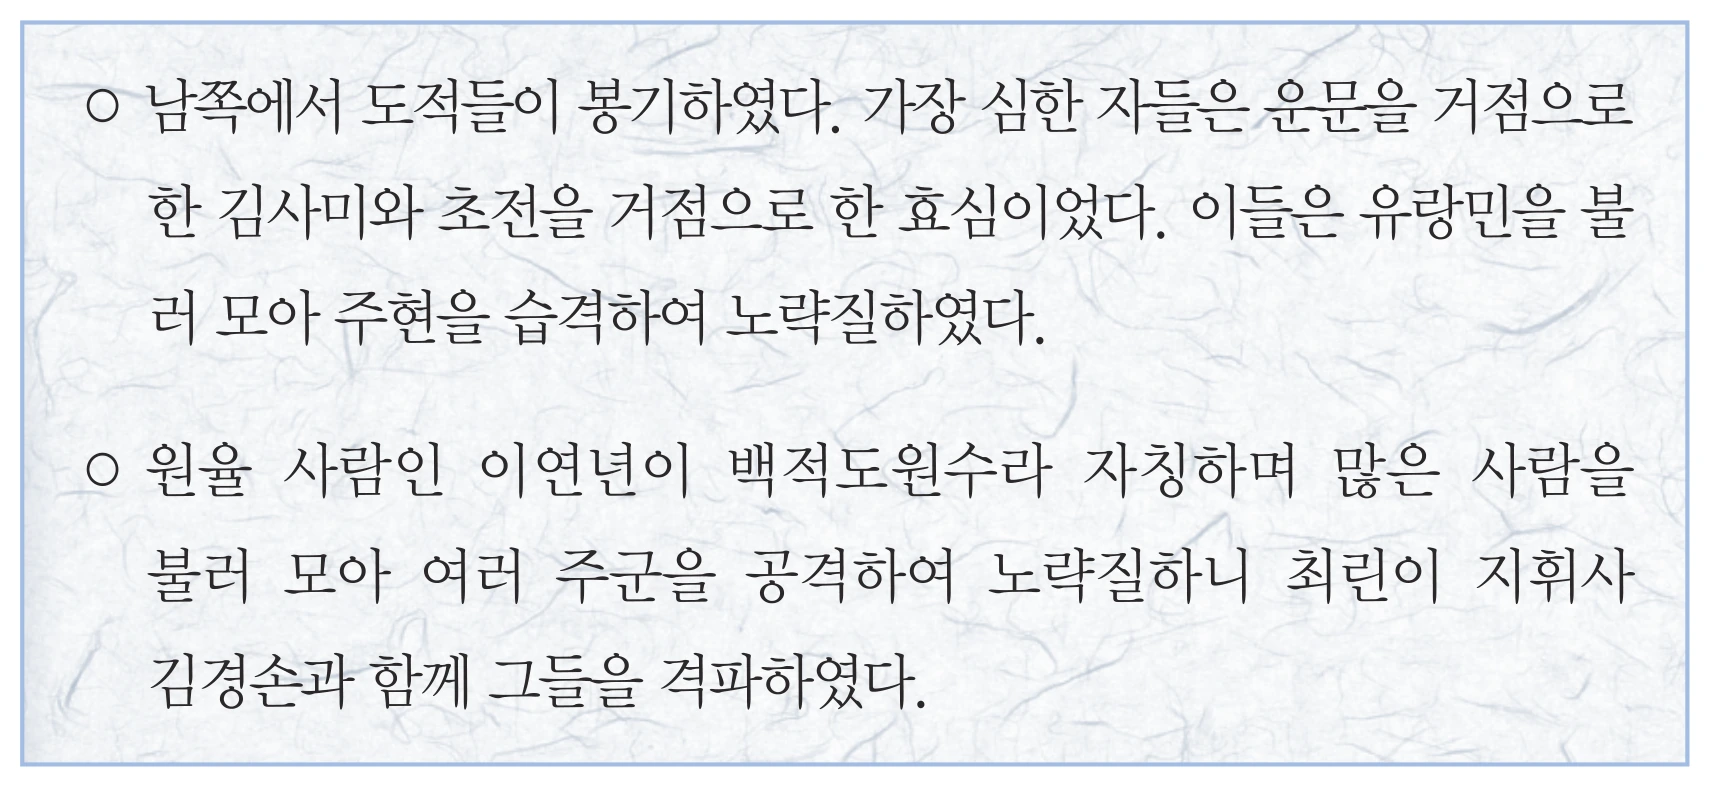 ○ 남쪽에서 도적들이 봉기하였다. 가장 심한 자들은 운문을 거점으로
한 김사미와 초전을 거점으로 한 효심이었다. 이들은 유랑민을 불
러 모아 주현을 습격하여 노략질하였다.
○ 원율 사람인 이연년이 백적도원수라 자칭하며 많은 사람을
불러 모아 여러 주군을 공격하여 노략질하니 최린이 지휘사
김경손과 함께 그들을 격파하였다.